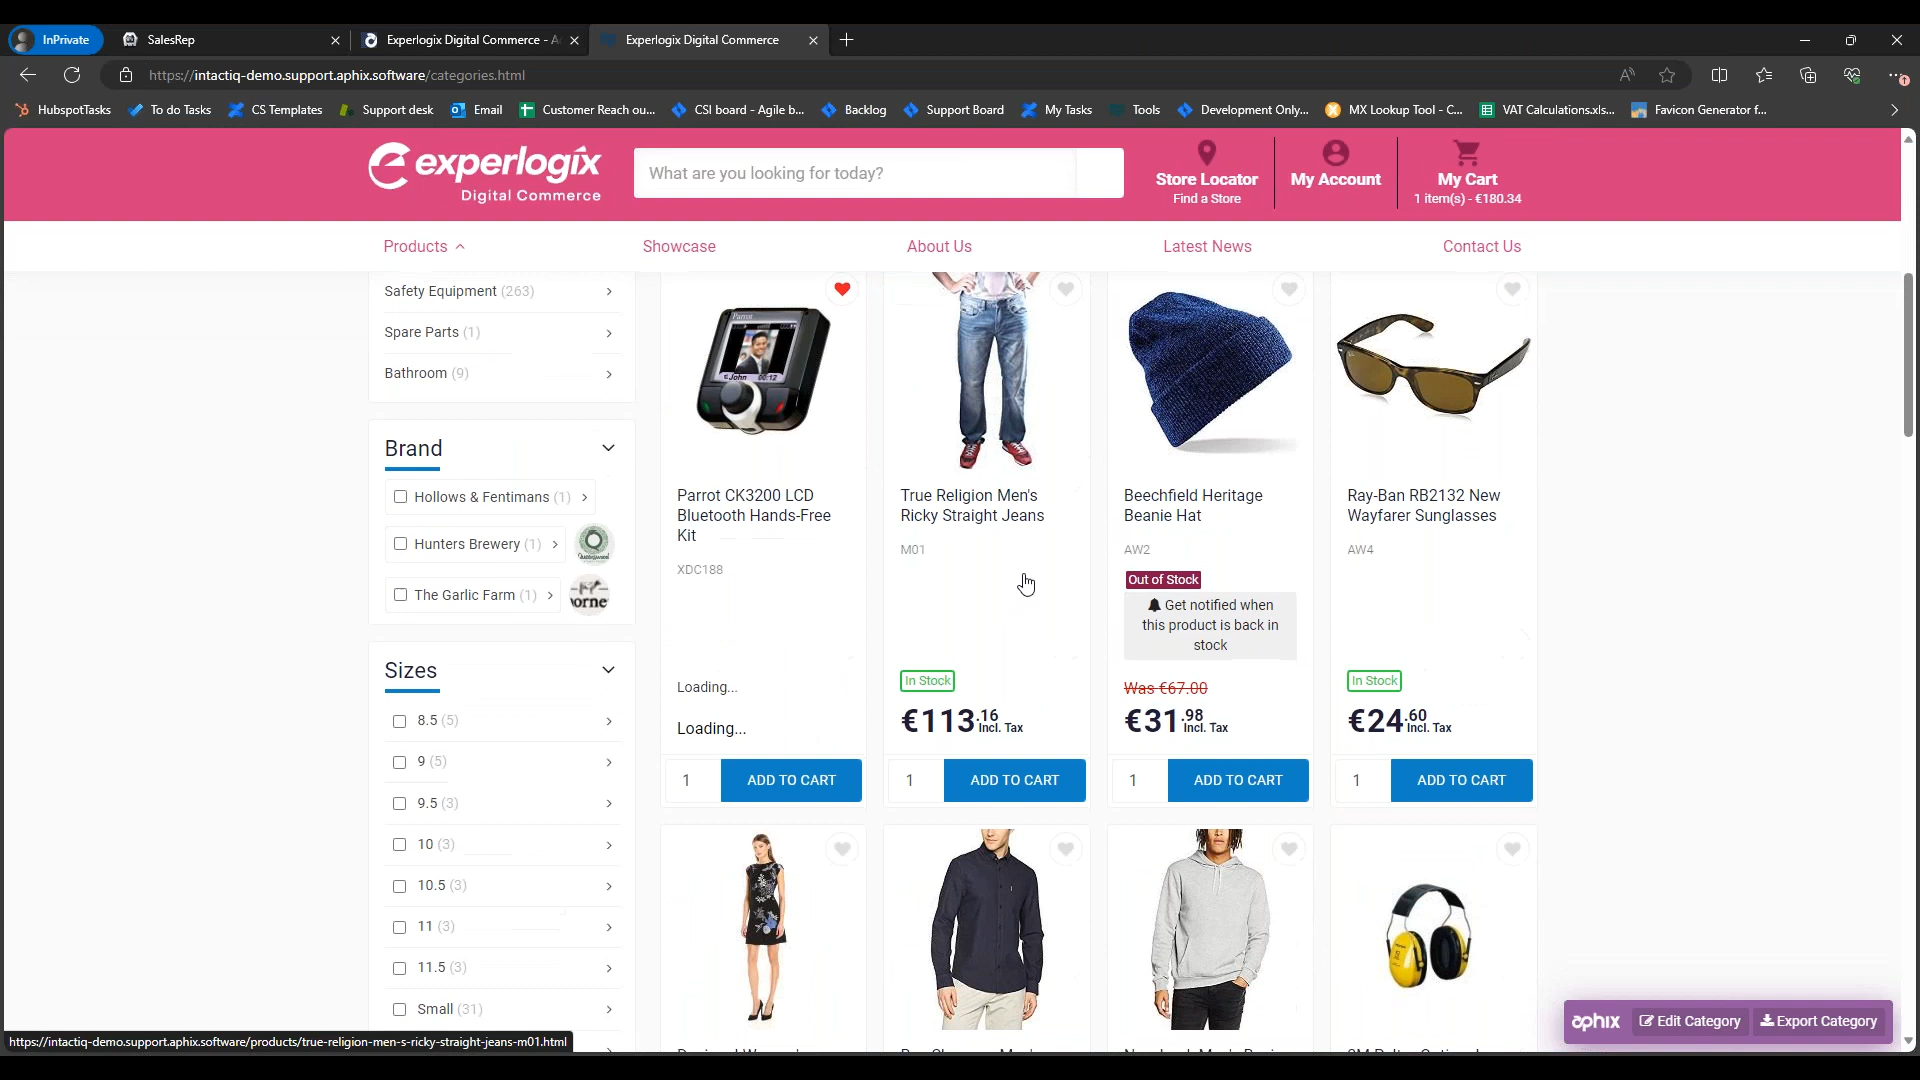 InPrivate
SalesRep
Experlogix Digital Commerce - A
Experlogix Digital Commerce
https://intactiq-demo.support.aphix.software/categories.html
HubspotTasks
To do Tasks
CS Templates
Support desk
Email
Customer Reach ou...
CSI board - Agile b...
Backlog
Support Board
My Tasks
Tools
Development Only...
MX Lookup Tool - C...
VAT Calculations.xls...
Favicon Generator f...
experlogix
Digital Commerce
What are you looking for today?
Store Locator
Find a Store
My Account
My Cart
1 item(s) - €180.34
Products
Showcase
About Us
Latest News
Contact Us
Safety Equipment (263)
Spare Parts (1)
Bathroom (9)
Brand
Hollows & Fentimans (1)
Hunters Brewery (1)
The Garlic Farm (1)
orne
Sizes
8.5 (5)
9 (5)
9.5 (3)
10 (3)
10.5 (3)
11 (3)
11.5 (3)
Small (31)
Parrot
John 00:12
Parrot CK3200 LCD
Bluetooth Hands-Free
Kit
XDC188
Loading...
Loading...
1 ADD TO CART
True Religion Men's
Ricky Straight Jeans
M01
In Stock
€113.16 Incl. Tax
1 ADD TO CART
Beechfield Heritage
Beanie Hat
AW2
Out of Stock
Get notified when
this product is back in
stock
Was €67.00
€31.98 Incl. Tax
1 ADD TO CART
Ray-Ban RB2132 New
Wayfarer Sunglasses
AW4
In Stock
€24.60 Incl. Tax
1 ADD TO CART
aphix
Edit Category
Export Category
https://intactiq-demo.support.aphix.software/products/true-religion-men-s-ricky-straight-jeans-m01.html